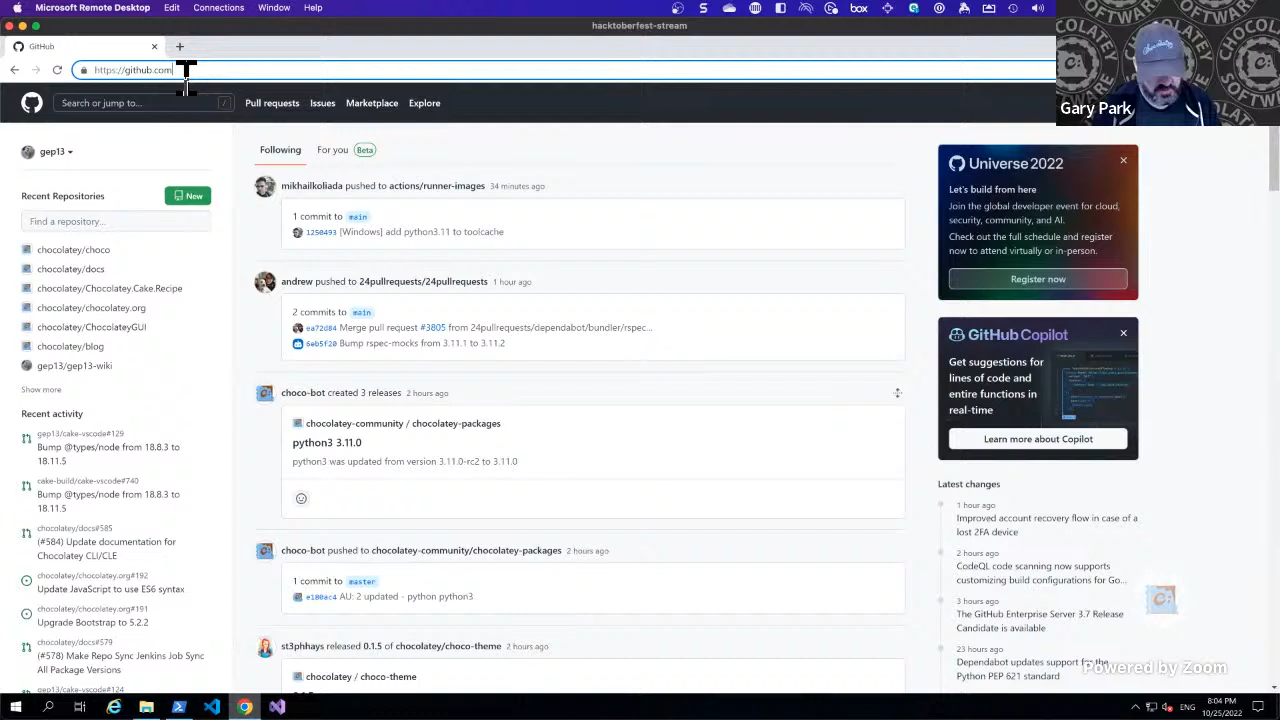 Microsoft Remote Desktop Edit Connections Window Help
box
hacktoberfest-stream
GitHub
https://github.com
Search or jump to... /
Pull requests Issues Marketplace Explore
Gary Park
gep13
Recent Repositories New
Find a repository...
chocolatey/choco
chocolatey/docs
chocolatey/Chocolatey.Cake.Recipe
chocolatey/chocolatey.org
chocolatey/ChocolateyGUI
chocolatey/blog
gep13/gep13-wiki
Show more
Recent activity
gep13/cake-vscode#129
Bump @types/node from 18.8.3 to
18.11.5
cake-build/cake-vscode#740
Bump @types/node from 18.8.3 to
18.11.5
chocolatey/docs#585
(#584) Update documentation for
Chocolatey CLI/CLE
chocolatey/chocolatey.org#192
Update JavaScript to use ES6 syntax
chocolatey/chocolatey.org#191
Upgrade Bootstrap to 5.2.2
chocolatey/docs#579
(#578) Make Repo Sync Jenkins Job Sync
All Package Versions
gep13/cake-vscode#124
Following For you Beta
mikhailkoliada pushed to actions/runner-images 34 minutes ago
1 commit to main
1250493 [Windows] add python3.11 to toolcache
andrew pushed to 24pullrequests/24pullrequests 1 hour ago
2 commits to main
ea72d84 Merge pull request #3805 from 24pullrequests/dependabot/bundler/rspec...
6eb5f20 Bump rspec-mocks from 3.11.1 to 3.11.2
choco-bot created 3 releases 2 hours ago
chocolatey-community / chocolatey-packages
python3 3.11.0
python3 was updated from version 3.11.0-rc2 to 3.11.0
choco-bot pushed to chocolatey-community/chocolatey-packages 2 hours ago
1 commit to master
e180ac4 AU: 2 updated - python python3
st3phhays released 0.1.5 of chocolatey/choco-theme 2 hours ago
chocolatey / choco-theme
Universe 2022
Let's build from here
Join the global developer event for cloud,
security, community, and AI.
Check out the full schedule and register
now to attend virtually or in-person.
Register now
GitHub Copilot
Get suggestions for
lines of code and
entire functions in
real-time
Learn more about Copilot
Latest changes
1 hour ago
Improved account recovery flow in case of a
lost 2FA device
2 hours ago
CodeQL code scanning now supports
customizing build configurations for Go...
3 hours ago
The GitHub Enterprise Server 3.7 Release
Candidate is available
23 hours ago
Dependabot updates support for the
Python PEP 621 standard
Powered by Zoom
ENG
8:04 PM
10/25/2022